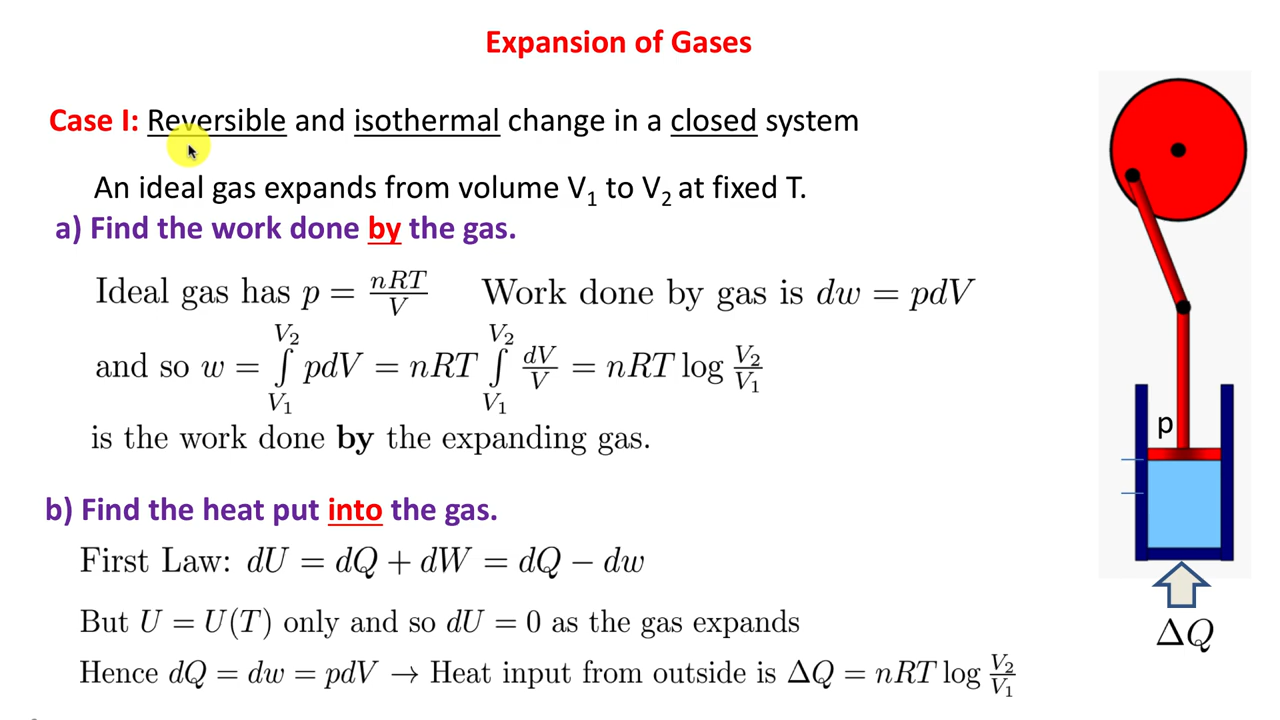 Expansion of Gases
Case I: Reversible and isothermal change in a closed system
An ideal gas expands from volume V₁ to V₂ at fixed T.
a) Find the work done by the gas.
Ideal gas has p = nRT/V    Work done by gas is dw = pdV
and so w = ∫_{V₁}^{V₂} pdV = nRT ∫_{V₁}^{V₂} dV/V = nRT log V₂/V₁
is the work done by the expanding gas.
b) Find the heat put into the gas.
First Law: dU = dQ + dW = dQ − dw
But U = U(T) only and so dU = 0 as the gas expands
Hence dQ = dw = pdV → Heat input from outside is ΔQ = nRT log V₂/V₁
p
ΔQ